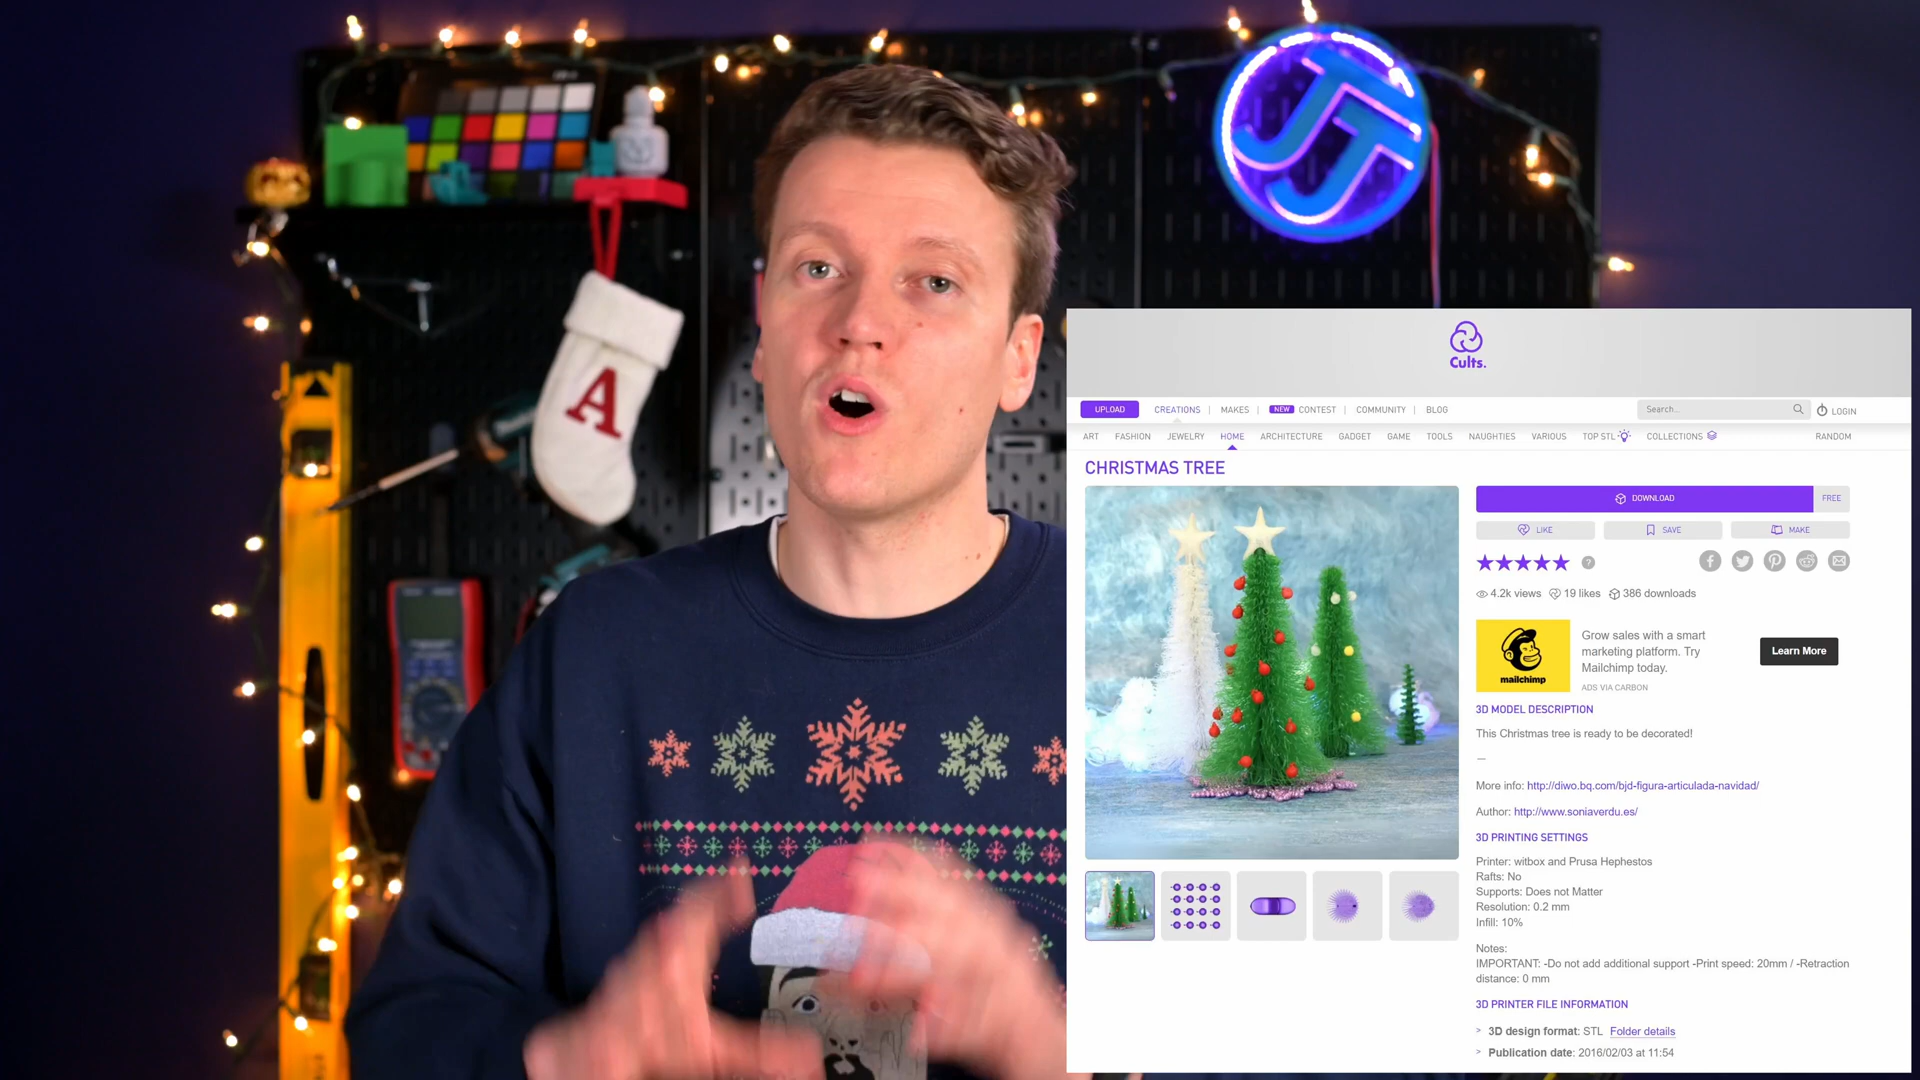 A
JT
Cults.
UPLOAD
CREATIONS | MAKES | NEW CONTEST | COMMUNITY | BLOG
Search...
LOGIN
ART FASHION JEWELRY HOME ARCHITECTURE GADGET GAME TOOLS NAUGHTIES VARIOUS TOP STL COLLECTIONS RANDOM
CHRISTMAS TREE
DOWNLOAD
FREE
LIKE
SAVE
MAKE
★★★★★ ?
4.2k views 19 likes 386 downloads
mailchimp
Grow sales with a smart
marketing platform. Try
Mailchimp today.
ADS VIA CARBON
Learn More
3D MODEL DESCRIPTION
This Christmas tree is ready to be decorated!
—
More info: http://diwo.bq.com/bjd-figura-articulada-navidad/
Author: http://www.soniaverdu.es/
3D PRINTING SETTINGS
Printer: witbox and Prusa Hephestos
Rafts: No
Supports: Does not Matter
Resolution: 0.2 mm
Infill: 10%
Notes:
IMPORTANT: -Do not add additional support -Print speed: 20mm / -Retraction
distance: 0 mm
3D PRINTER FILE INFORMATION
> 3D design format: STL Folder details
> Publication date: 2016/02/03 at 11:54